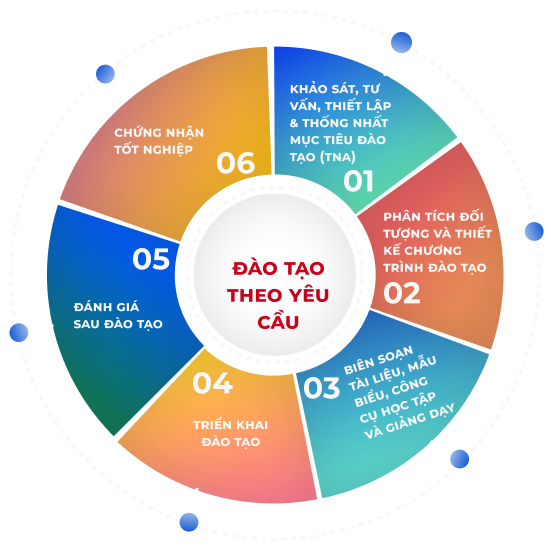 ĐÀO TẠO
THEO YÊU
CẦU
KHẢO SÁT, TƯ
VẤN, THIẾT LẬP
& THỐNG NHẤT
MỤC TIÊU ĐÀO
TẠO (TNA)
01
PHÂN TÍCH ĐỐI
TƯỢNG VÀ THIẾT
KẾ CHƯƠNG
TRÌNH ĐÀO TẠO
02
03
BIÊN SOẠN
TÀI LIỆU, MẪU
BIỂU, CÔNG
CỤ HỌC TẬP
VÀ GIẢNG DẠY
04
TRIỂN KHAI
ĐÀO TẠO
05
ĐÁNH GIÁ
SAU ĐÀO TẠO
CHỨNG NHẬN
TỐT NGHIỆP
06